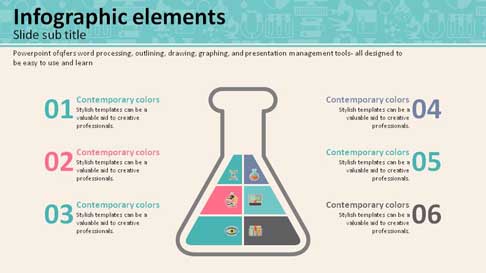 Infographic elements
Slide sub title
Powerpoint ofqfers word processing, outlining, drawing, graphing, and presentation management tools- all designed to
be easy to use and learn
01
Contemporary colors
Stylish templates can be a
valuable aid to creative
professionals.
02
Contemporary colors
Stylish templates can be a
valuable aid to creative
professionals.
03
Contemporary colors
Stylish templates can be a
valuable aid to creative
professionals.
Contemporary colors
04
Stylish templates can be a
valuable aid to creative
professionals.
Contemporary colors
05
Stylish templates can be a
valuable aid to creative
professionals.
Contemporary colors
06
Stylish templates can be a
valuable aid to creative
professionals.